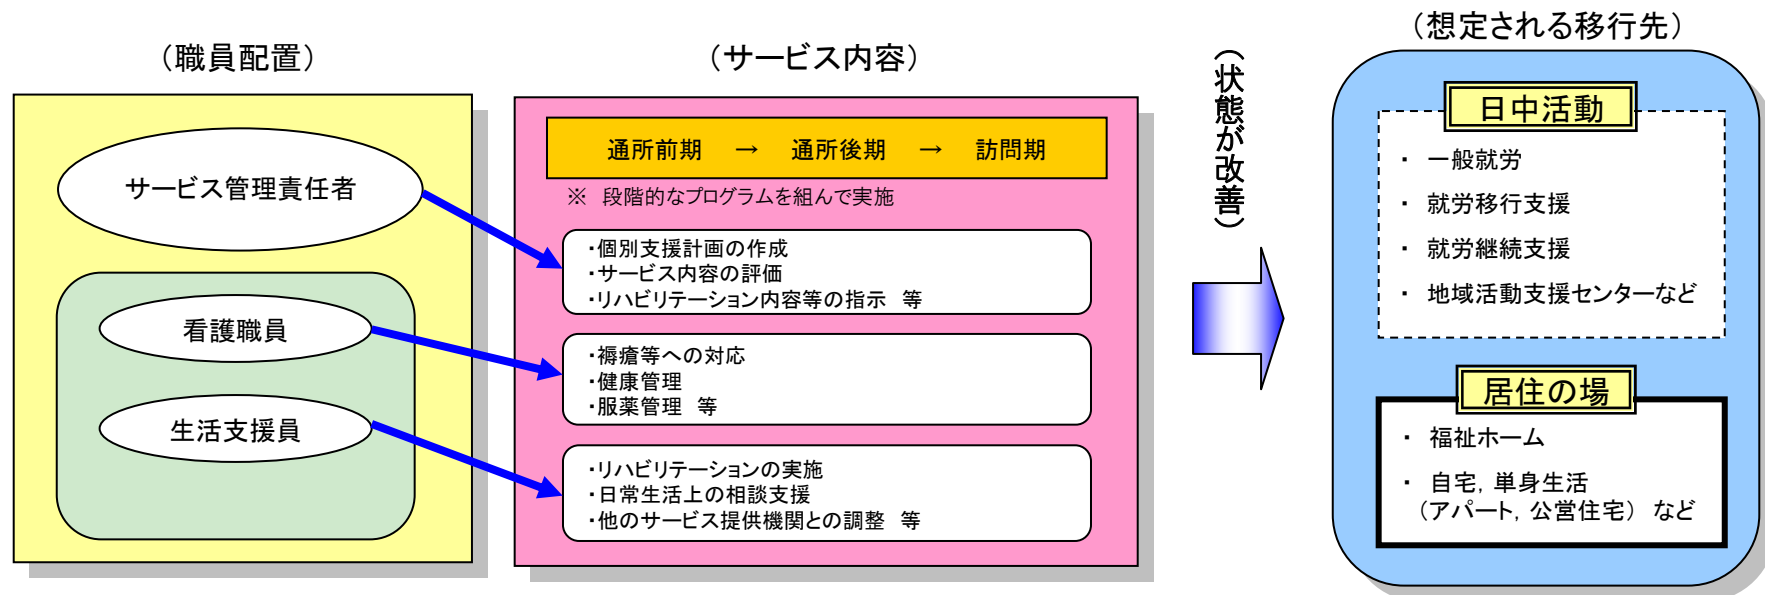 （職員配置）
サービス管理責任者
看護職員
生活支援員
（サービス内容）
通所前期　→　通所後期　→　訪問期
※　段階的なプログラムを組んで実施
・個別支援計画の作成
・サービス内容の評価
・リハビリテーション内容等の指示　等
・褥瘡等への対応
・健康管理
・服薬管理　等
・リハビリテーションの実施
・日常生活上の相談支援
・他のサービス提供機関との調整　等
（状態が改善）
（想定される移行先）
日中活動
・　一般就労
・　就労移行支援
・　就労継続支援
・　地域活動支援センターなど
居住の場
・　福祉ホーム
・　自宅，単身生活
（アパート，公営住宅）　など